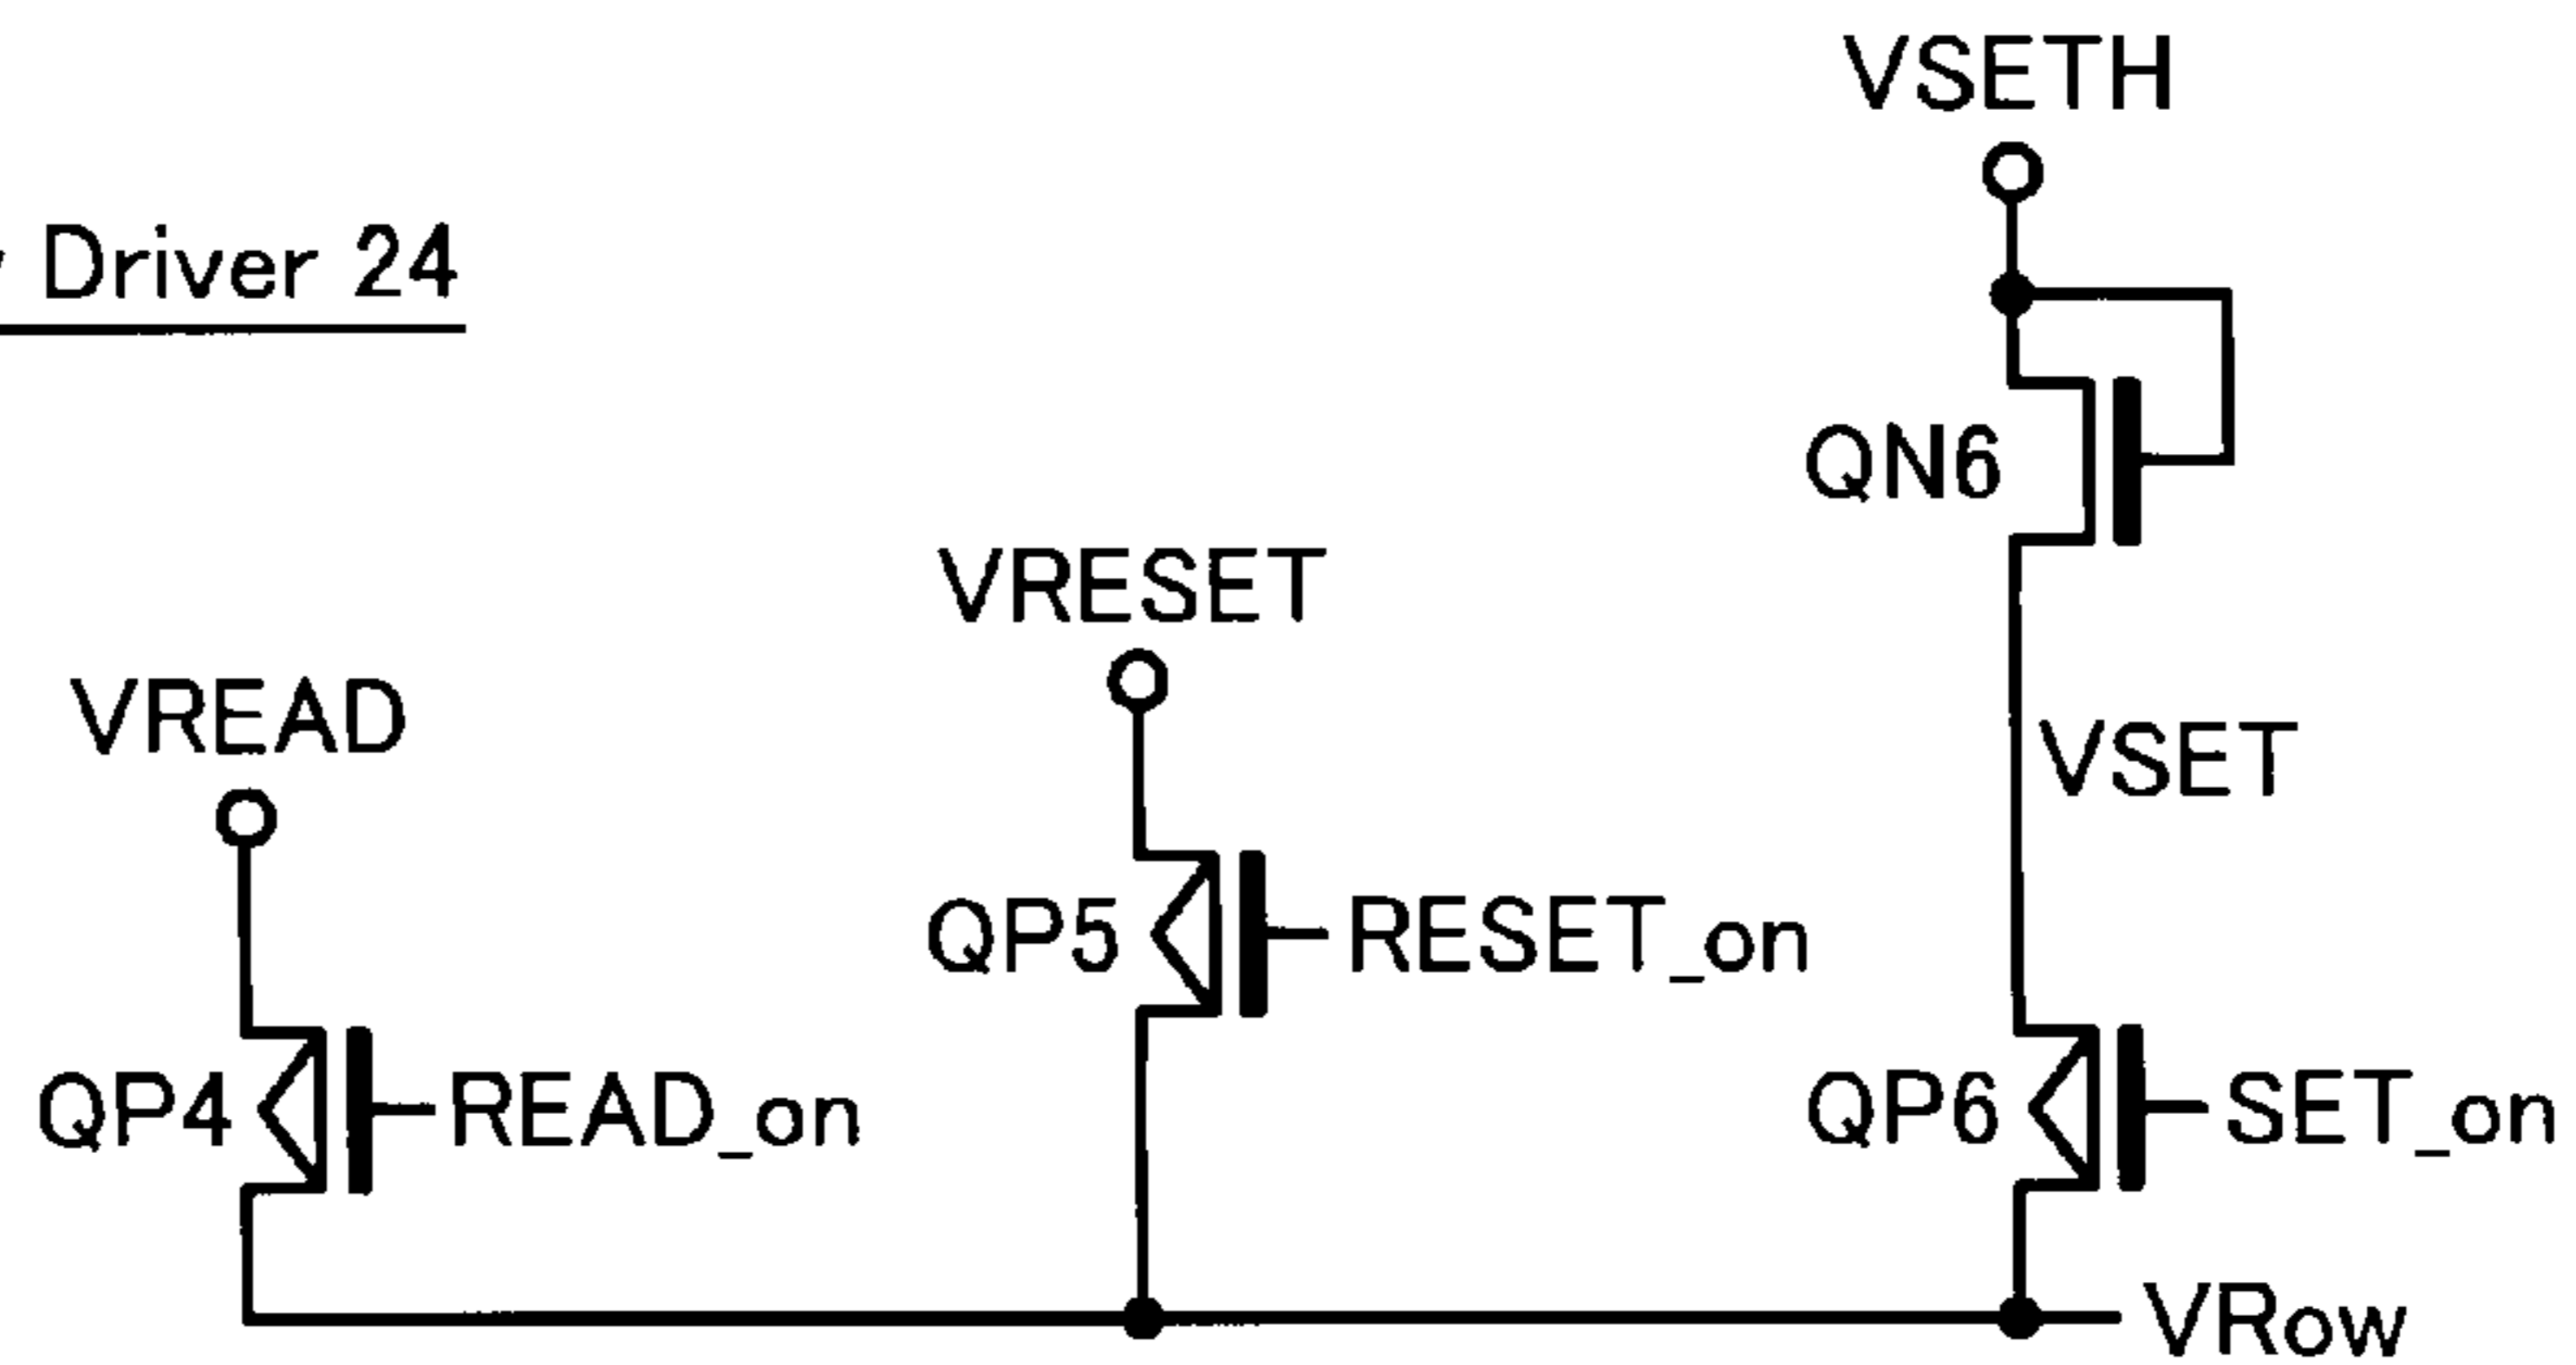 VSETH
Driver 24
QN6
VRESET
VREAD
VSET
QP5
RESET_on
QP4
READ_on
QP6
SET_on
VRow